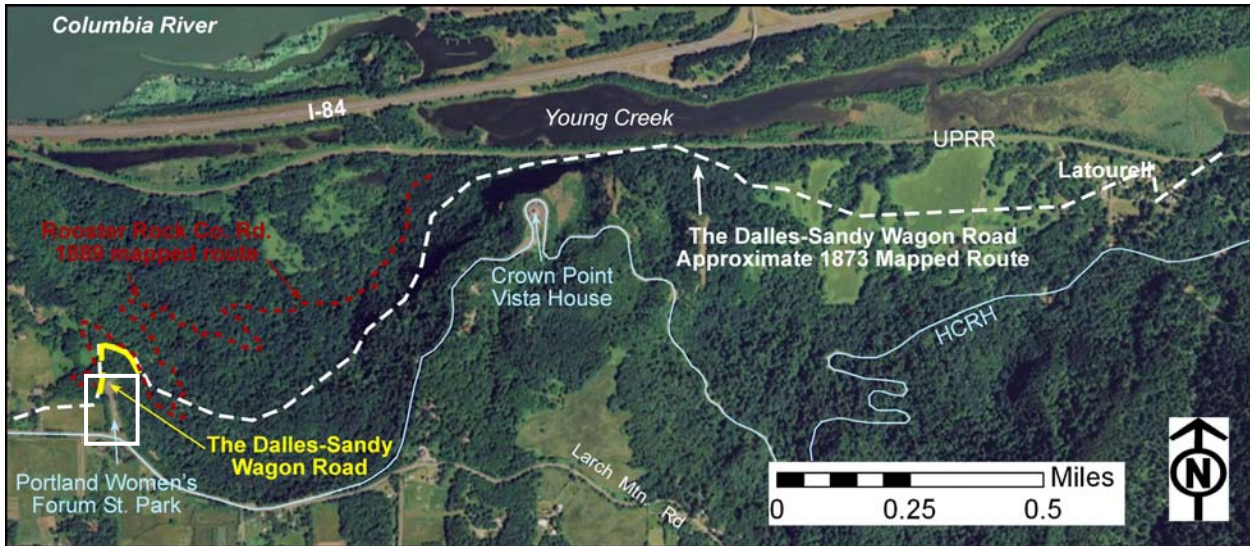 Columbia River
I-84
Young Creek
UPRR
Latourell
Rooster Rock Co. Rd.
1889 mapped route
The Dalles-Sandy Wagon Road
Approximate 1873 Mapped Route
Crown Point
Vista House
HCRH
The Dalles-Sandy
Wagon Road
Portland Women's
Forum St. Park
Larch Mtn. Rd
Miles
0 0.25 0.5
N